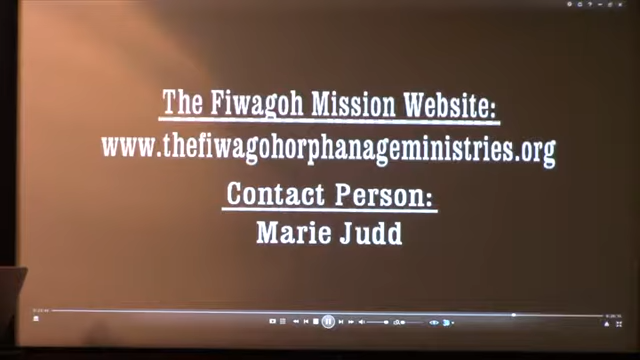 The Fiwagoh Mission Website:
www.thefiwagohorphanageministries.org
Contact Person:
Marie Judd